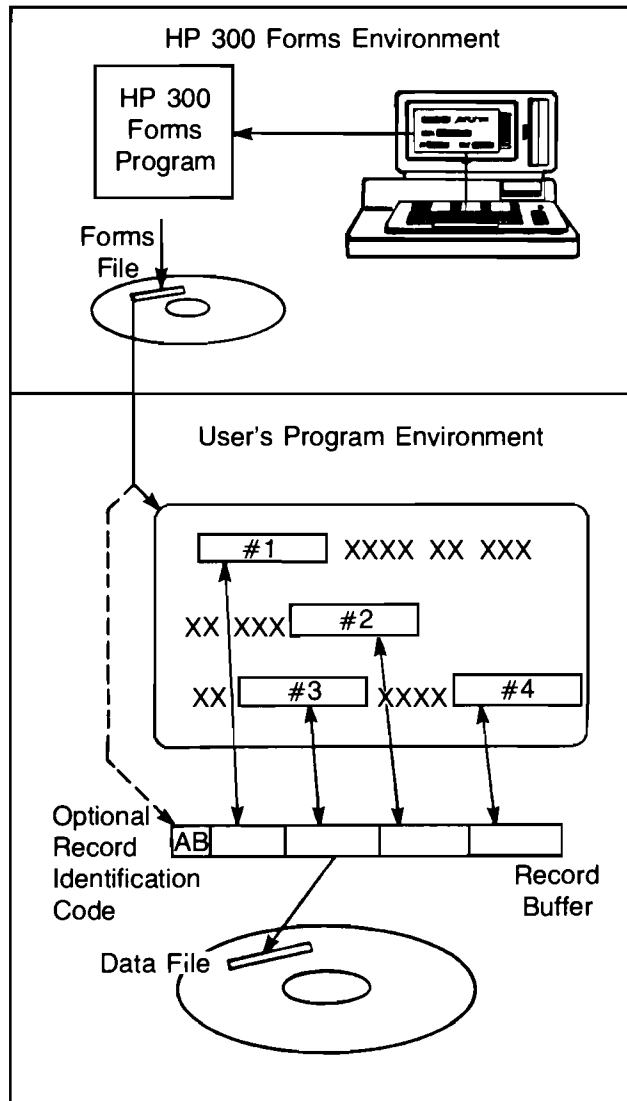 HP 300 Forms Environment
HP 300
Forms
Program
Forms
File
User's Program Environment
#1 XXXX XX XXX
XX XXX #2
XX #3 XXXX #4
Optional
Record
Identification
Code
AB
Record
Buffer
Data File